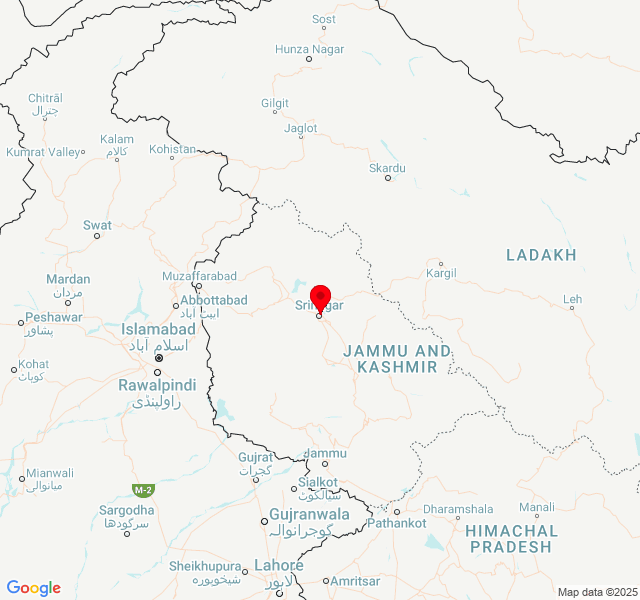 Sost
Hunza Nagar
Chitrāl
چترال
Gilgit
Jaglot
Kalam
كالام
Kumrat Valley
Kohistan
Skardu
Swat
LADAKH
Kargil
Muzaffarabad
Mardan
مردان
Leh
Abbottabad
ایبٹ آباد
Srinagar
Peshawar
پشاور
Islamabad
اسلام آباد
JAMMU AND
KASHMIR
Kohat
کوہاٹ
Rawalpindi
راولپنڈی
Jammu
Gujrat
گجرات
Mianwali
میانوالی
Sialkot
سیالکوٹ
M-2
Sargodha
سرگودھا
Gujranwala
گوجرانوالہ
Pathankot
Dharamshala
Manali
HIMACHAL
PRADESH
Sheikhupura
شیخوپورہ
Lahore
لاہور
Amritsar
Google
Map data ©2025